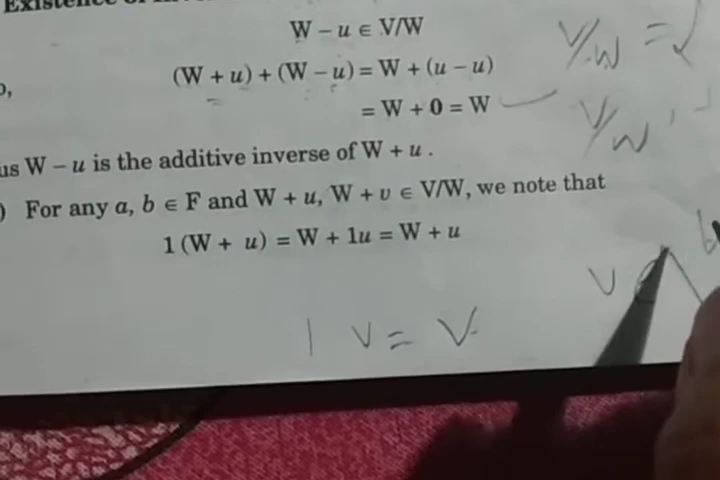 W – u ∈ V/W
(W + u) + (W – u) = W + (u – u)
= W + 0 = W
us W – u is the additive inverse of W + u .
) For any a, b ∈ F and W + u, W + υ ∈ V/W, we note that
1 (W + u) = W + 1u = W + u
1 V = V
V/W =
V/W
V